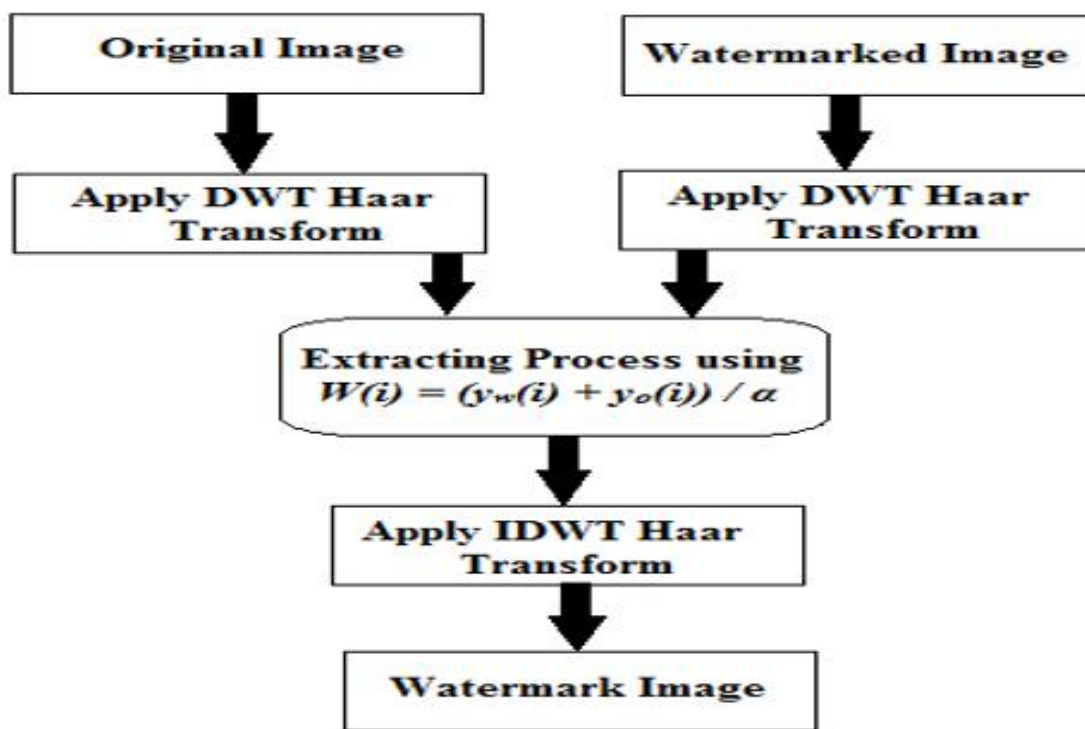 Original Image
Watermarked Image
Apply DWT Haar
Transform
Apply DWT Haar
Transform
Extracting Process using
W(i) = (yw(i) + yo(i)) / α
Apply IDWT Haar
Transform
Watermark Image